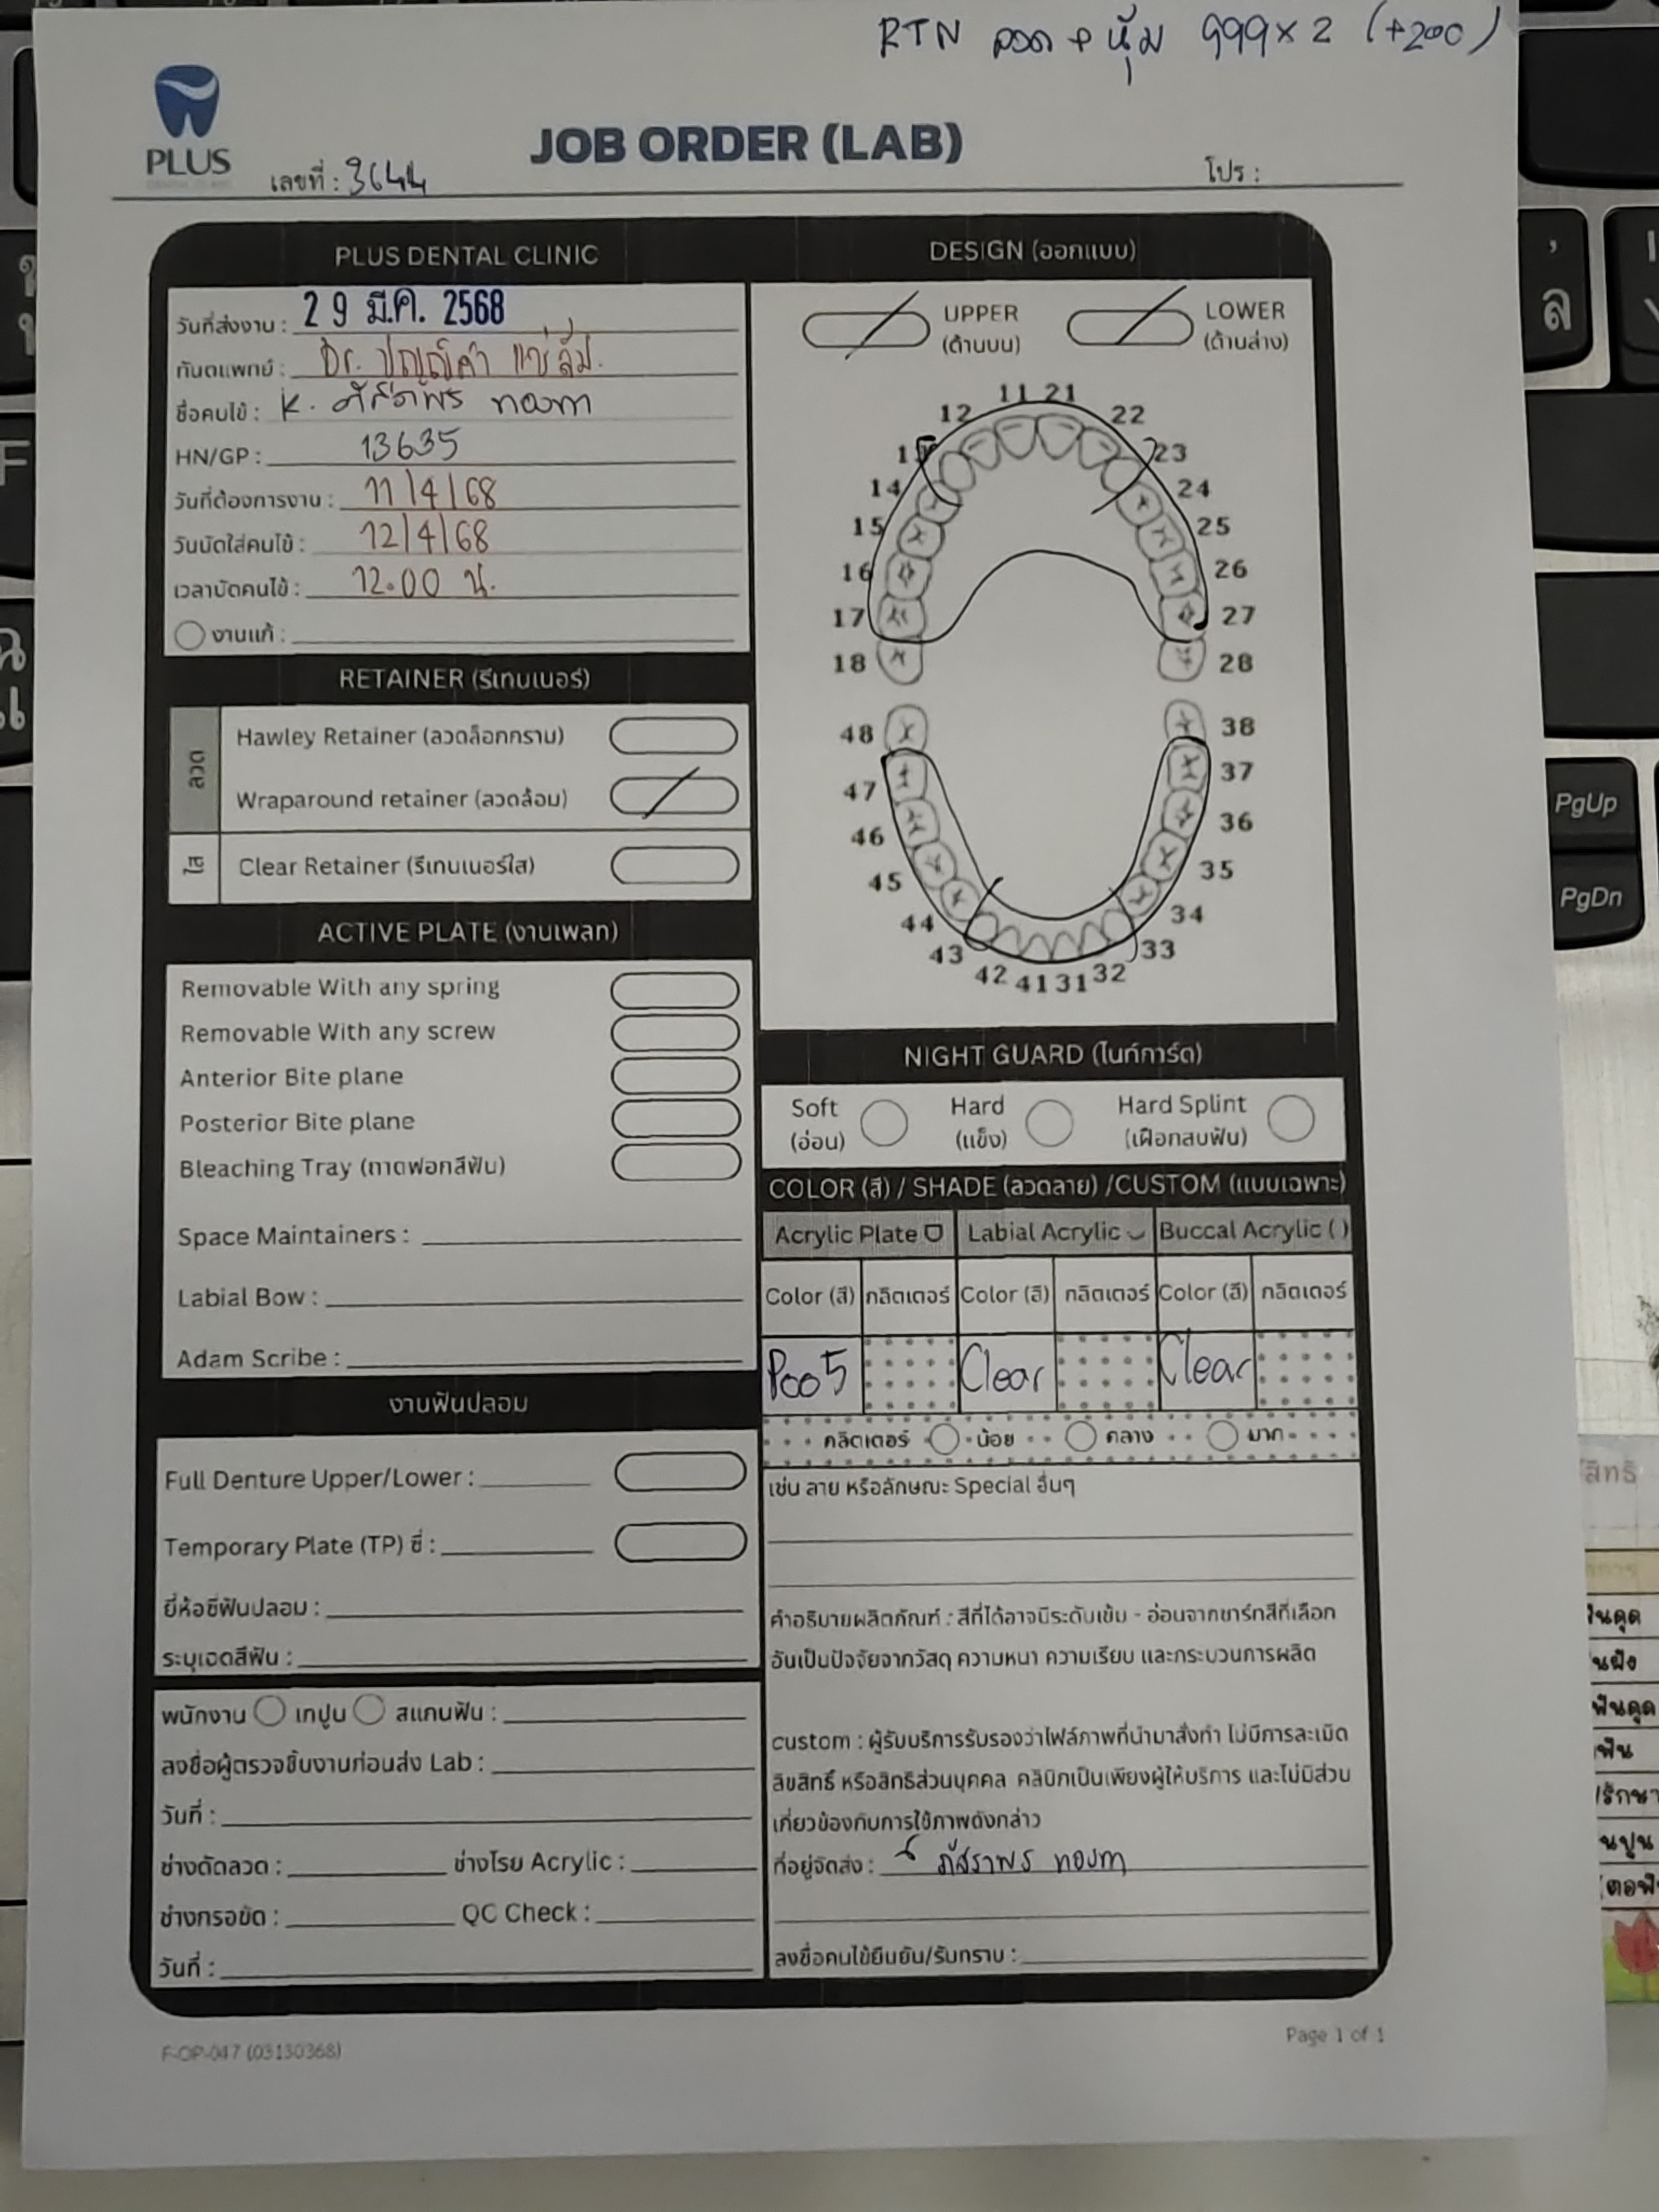 RTN ลวด + หุ้ม 999 x 2 (+200)
PLUS
JOB ORDER (LAB)
เลขที่ : 3644
โปร :
PLUS DENTAL CLINIC
วันที่ส่งงาน : 29 มี.ค. 2568
ทันตแพทย์ : Dr.
ชื่อคนไข้ : K. ภัสราพร ทองทา
HN/GP : 13635
วันที่ต้องการงาน : 11/4/68
วันนัดใส่คนไข้ : 12/4/68
เวลานัดคนไข้ : 12.00 น.
งานแก้ :
RETAINER (รีเทนเนอร์)
ลวด
Hawley Retainer (ลวดล็อกกราม)
Wraparound retainer (ลวดล้อม)
ใส
Clear Retainer (รีเทนเนอร์ใส)
ACTIVE PLATE (งานเพลท)
Removable With any spring
Removable With any screw
Anterior Bite plane
Posterior Bite plane
Bleaching Tray (ถาดฟอกสีฟัน)
Space Maintainers :
Labial Bow :
Adam Scribe :
งานฟันปลอม
Full Denture Upper/Lower :
Temporary Plate (TP) ซี่ :
ยี่ห้อซี่ฟันปลอม :
ระบุเฉดสีฟัน :
พนักงาน เทปูน สแกนฟัน :
ลงชื่อผู้ตรวจชิ้นงานก่อนส่ง Lab :
วันที่ :
ช่างดัดลวด : ช่างโรย Acrylic :
ช่างกรอขัด : QC Check :
วันที่ :
DESIGN (ออกแบบ)
UPPER
(ด้านบน)
LOWER
(ด้านล่าง)
11 21
12 22
13 23
14 24
15 25
16 26
17 27
18 28
48 38
47 37
46 36
45 35
44 34
43 33
42 41 31 32
NIGHT GUARD (ไนท์การ์ด)
Soft
(อ่อน)
Hard
(แข็ง)
Hard Splint
(เฝือกสบฟัน)
COLOR (สี) / SHADE (ลวดลาย) /CUSTOM (แบบเฉพาะ)
Acrylic Plate Labial Acrylic Buccal Acrylic ( )
Color (สี) กลิตเตอร์ Color (สี) กลิตเตอร์ Color (สี) กลิตเตอร์
P005 Clear Clear
กลิตเตอร์ น้อย กลาง มาก
เช่น ลาย หรือลักษณะ Special อื่นๆ
คำอธิบายผลิตภัณฑ์ : สีที่ได้อาจมีระดับเข้ม - อ่อนจากชาร์ทสีที่เลือก
อันเป็นปัจจัยจากวัสดุ ความหนา ความเรียบ และกระบวนการผลิต
custom : ผู้รับบริการรับรองว่าไฟล์ภาพที่นำมาสั่งทำ ไม่มีการละเมิด
ลิขสิทธิ์ หรือสิทธิส่วนบุคคล คลินิกเป็นเพียงผู้ให้บริการ และไม่มีส่วน
เกี่ยวข้องกับการใช้ภาพดังกล่าว
ที่อยู่จัดส่ง : ภัสราพร ทองทา
ลงชื่อคนไข้ยืนยัน/รับทราบ :
F-OP-047 (03130368)
Page 1 of 1
PgUp
PgDn
F
ล